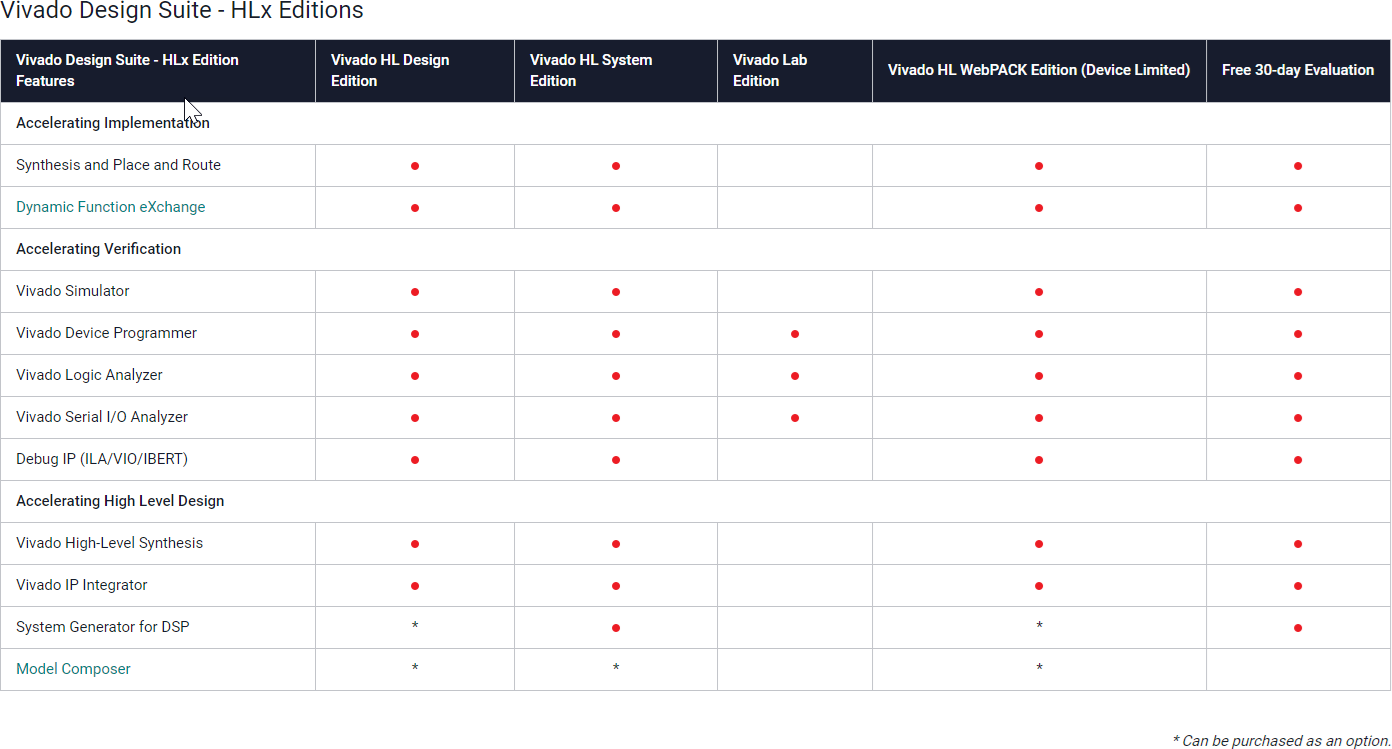 Vivado Design Suite - HLx Editions
Vivado Design Suite - HLx Edition
Features
Vivado HL Design
Edition
Vivado HL System
Edition
Vivado Lab
Edition
Vivado HL WebPACK Edition (Device Limited)
Free 30-day Evaluation
Accelerating Implementation
Synthesis and Place and Route
Dynamic Function eXchange
Accelerating Verification
Vivado Simulator
Vivado Device Programmer
Vivado Logic Analyzer
Vivado Serial I/O Analyzer
Debug IP (ILA/VIO/IBERT)
Accelerating High Level Design
Vivado High-Level Synthesis
Vivado IP Integrator
System Generator for DSP * *
Model Composer * * *
* Can be purchased as an option.